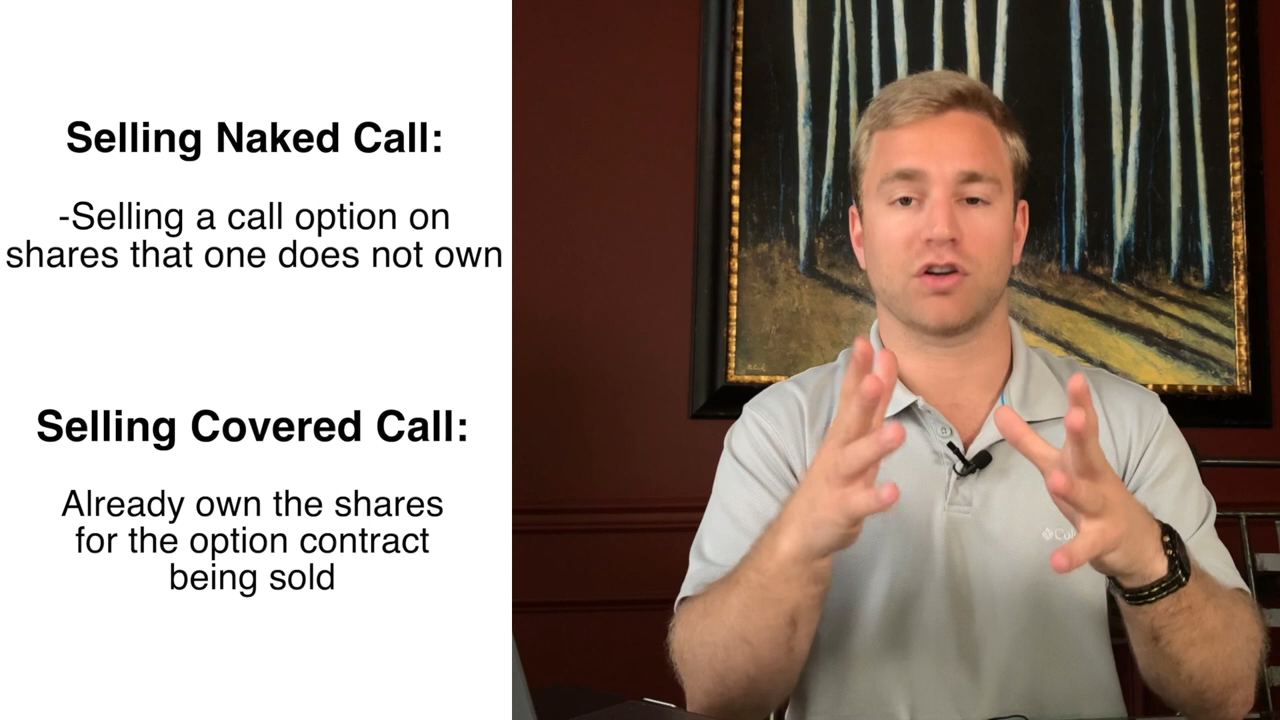 Selling Naked Call:
-Selling a call option on
shares that one does not own
Selling Covered Call:
Already own the shares
for the option contract
being sold